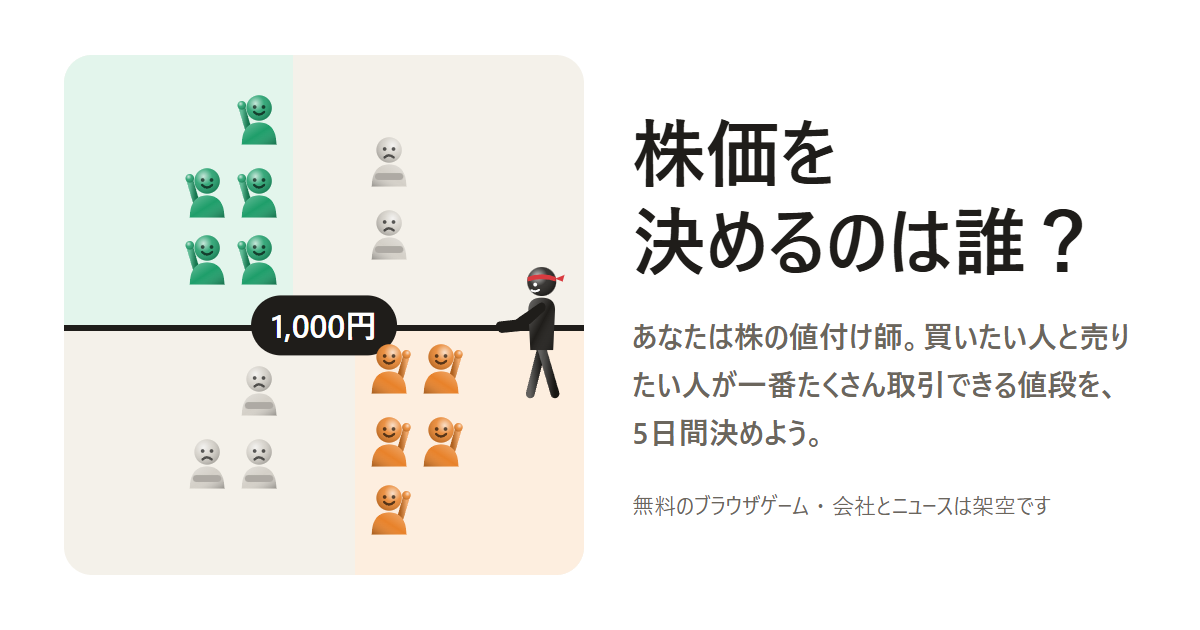 株価を
決めるのは誰？
1,000円
あなたは株の値付け師。買いたい人と売り
たい人が一番たくさん取引できる値段を、
5日間決めよう。
無料のブラウザゲーム・会社とニュースは架空です